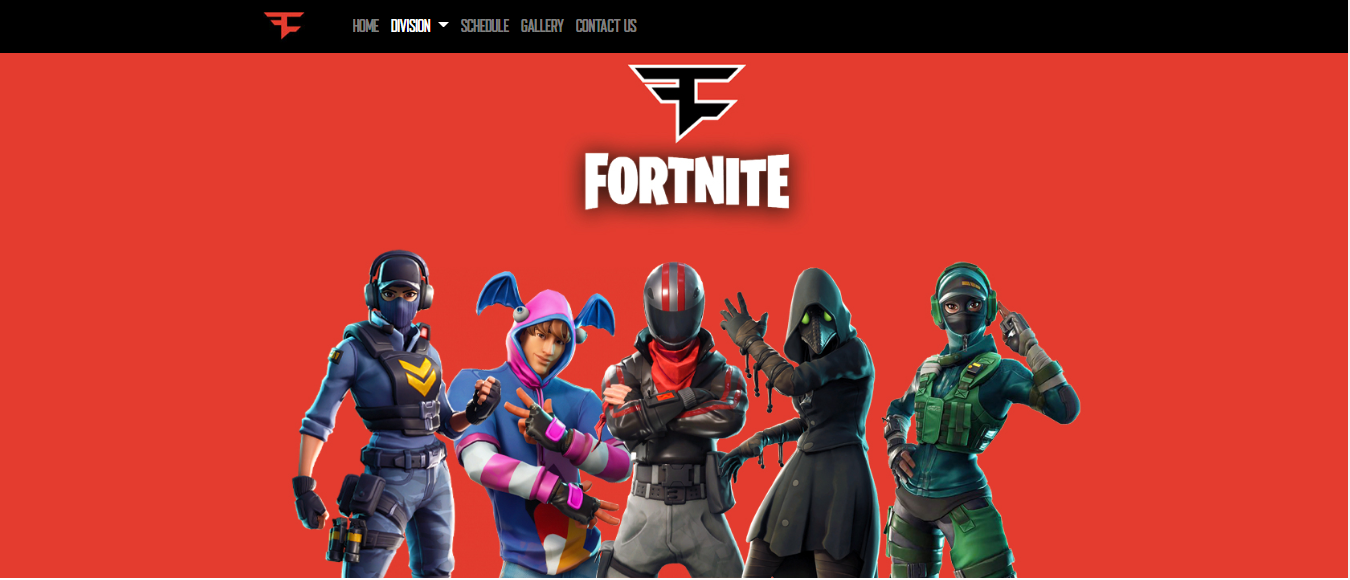 HOME DIVISION SCHEDULE GALLERY CONTACT US
FORTNITE